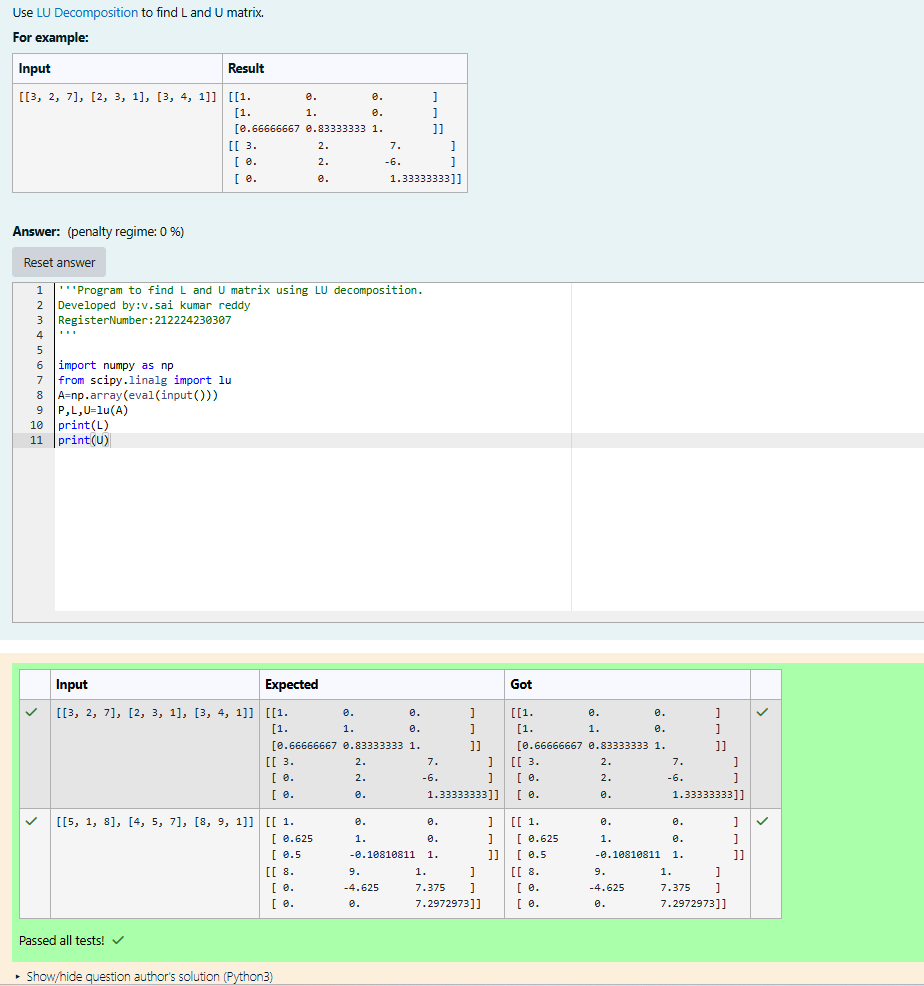 Use LU Decomposition to find L and U matrix.
For example:
Input Result
[[3, 2, 7], [2, 3, 1], [3, 4, 1]] [[1. 0. 0. ]
[1. 1. 0. ]
[0.66666667 0.83333333 1. ]]
[[ 3. 2. 7. ]
[ 0. 2. -6. ]
[ 0. 0. 1.33333333]]
Answer: (penalty regime: 0 %)
Reset answer
1 '''Program to find L and U matrix using LU decomposition.
2 Developed by:v.sai kumar reddy
3 RegisterNumber:212224230307
4 '''
5
6 import numpy as np
7 from scipy.linalg import lu
8 A=np.array(eval(input()))
9 P,L,U=lu(A)
10 print(L)
11 print(U)
Input Expected Got
[[3, 2, 7], [2, 3, 1], [3, 4, 1]] [[1. 0. 0. ] [[1. 0. 0. ]
[1. 1. 0. ] [1. 1. 0. ]
[0.66666667 0.83333333 1. ]] [0.66666667 0.83333333 1. ]]
[[ 3. 2. 7. ] [[ 3. 2. 7. ]
[ 0. 2. -6. ] [ 0. 2. -6. ]
[ 0. 0. 1.33333333]] [ 0. 0. 1.33333333]]
[[5, 1, 8], [4, 5, 7], [8, 9, 1]] [[ 1. 0. 0. ] [[ 1. 0. 0. ]
[ 0.625 1. 0. ] [ 0.625 1. 0. ]
[ 0.5 -0.10810811 1. ]] [ 0.5 -0.10810811 1. ]]
[[ 8. 9. 1. ] [[ 8. 9. 1. ]
[ 0. -4.625 7.375 ] [ 0. -4.625 7.375 ]
[ 0. 0. 7.2972973]] [ 0. 0. 7.2972973]]
Passed all tests!
Show/hide question author's solution (Python3)